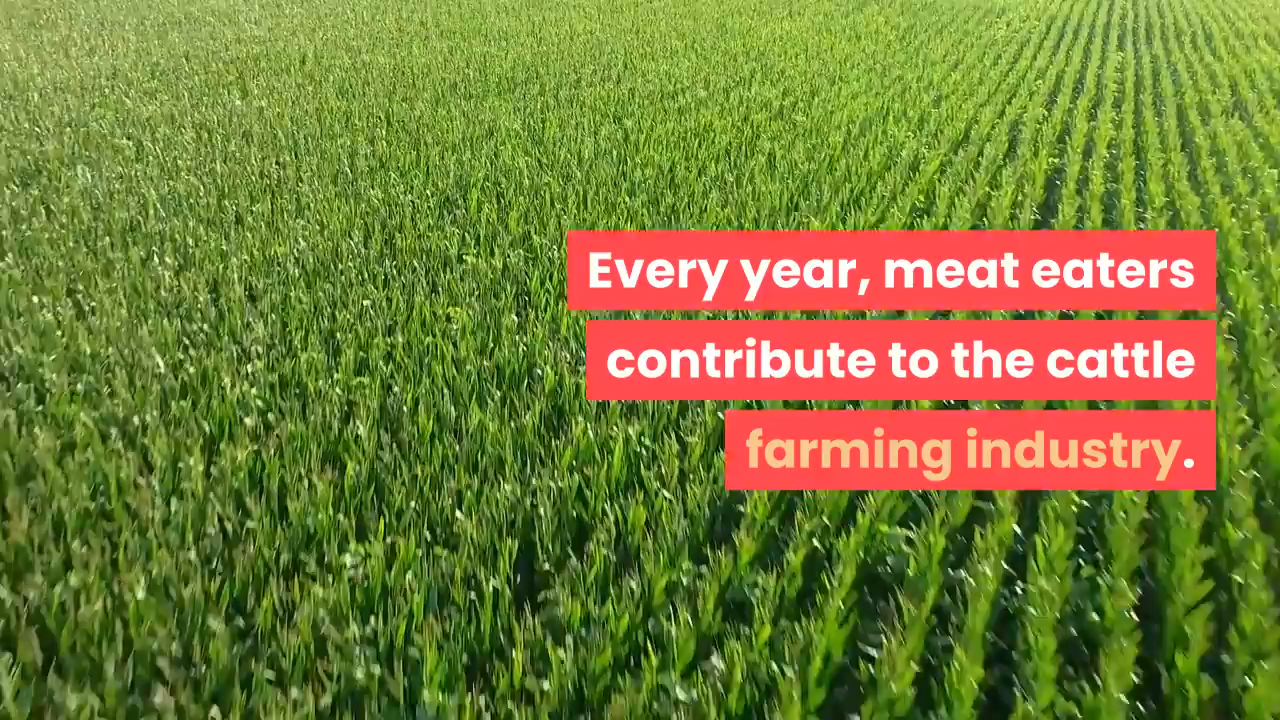 Every year, meat eaters
contribute to the cattle
farming industry.